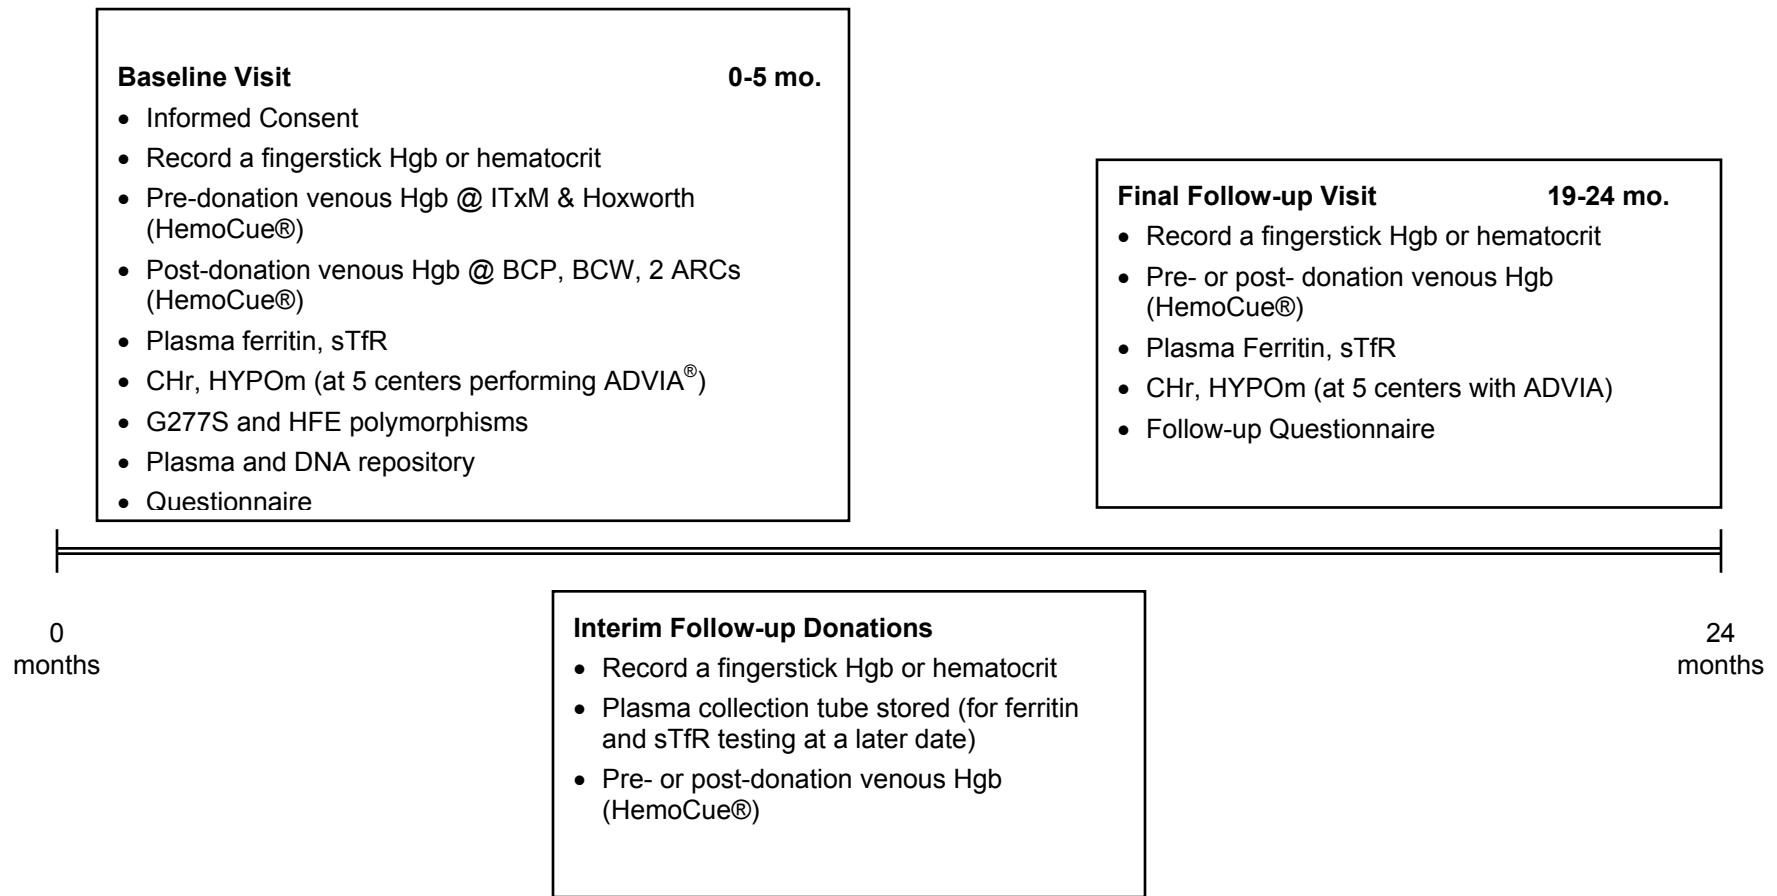 Baseline Visit 0-5 mo.
• Informed Consent
• Record a fingerstick Hgb or hematocrit
• Pre-donation venous Hgb @ ITxM & Hoxworth
(HemoCue®)
• Post-donation venous Hgb @ BCP, BCW, 2 ARCs
(HemoCue®)
• Plasma ferritin, sTfR
• CHr, HYPOm (at 5 centers performing ADVIA®)
• G277S and HFE polymorphisms
• Plasma and DNA repository
• Questionnaire
Final Follow-up Visit 19-24 mo.
• Record a fingerstick Hgb or hematocrit
• Pre- or post- donation venous Hgb
(HemoCue®)
• Plasma Ferritin, sTfR
• CHr, HYPOm (at 5 centers with ADVIA)
• Follow-up Questionnaire
0
months
Interim Follow-up Donations
• Record a fingerstick Hgb or hematocrit
• Plasma collection tube stored (for ferritin
and sTfR testing at a later date)
• Pre- or post-donation venous Hgb
(HemoCue®)
24
months